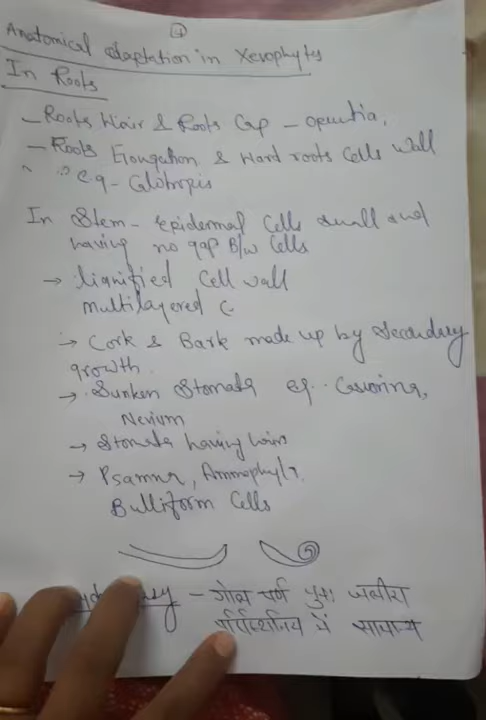 4
Anatomical adaptation in Xerophytes
In Roots
- Roots Hair & Roots Cap - opuntia,
- Roots Elongation & Hard roots Cells Wall
e.g - Calotropis
In Stem - epidermal Cells small and
having no gap B/w Cells
→ lignified Cell wall
multilayered C
→ Cork & Bark made up by Secondary
growth.
→ Sunken Stomata eg. Casurina,
Nerium
→ Stomata having hairs
→ Psamma, Ammophyla.
Bulliform Cells
में